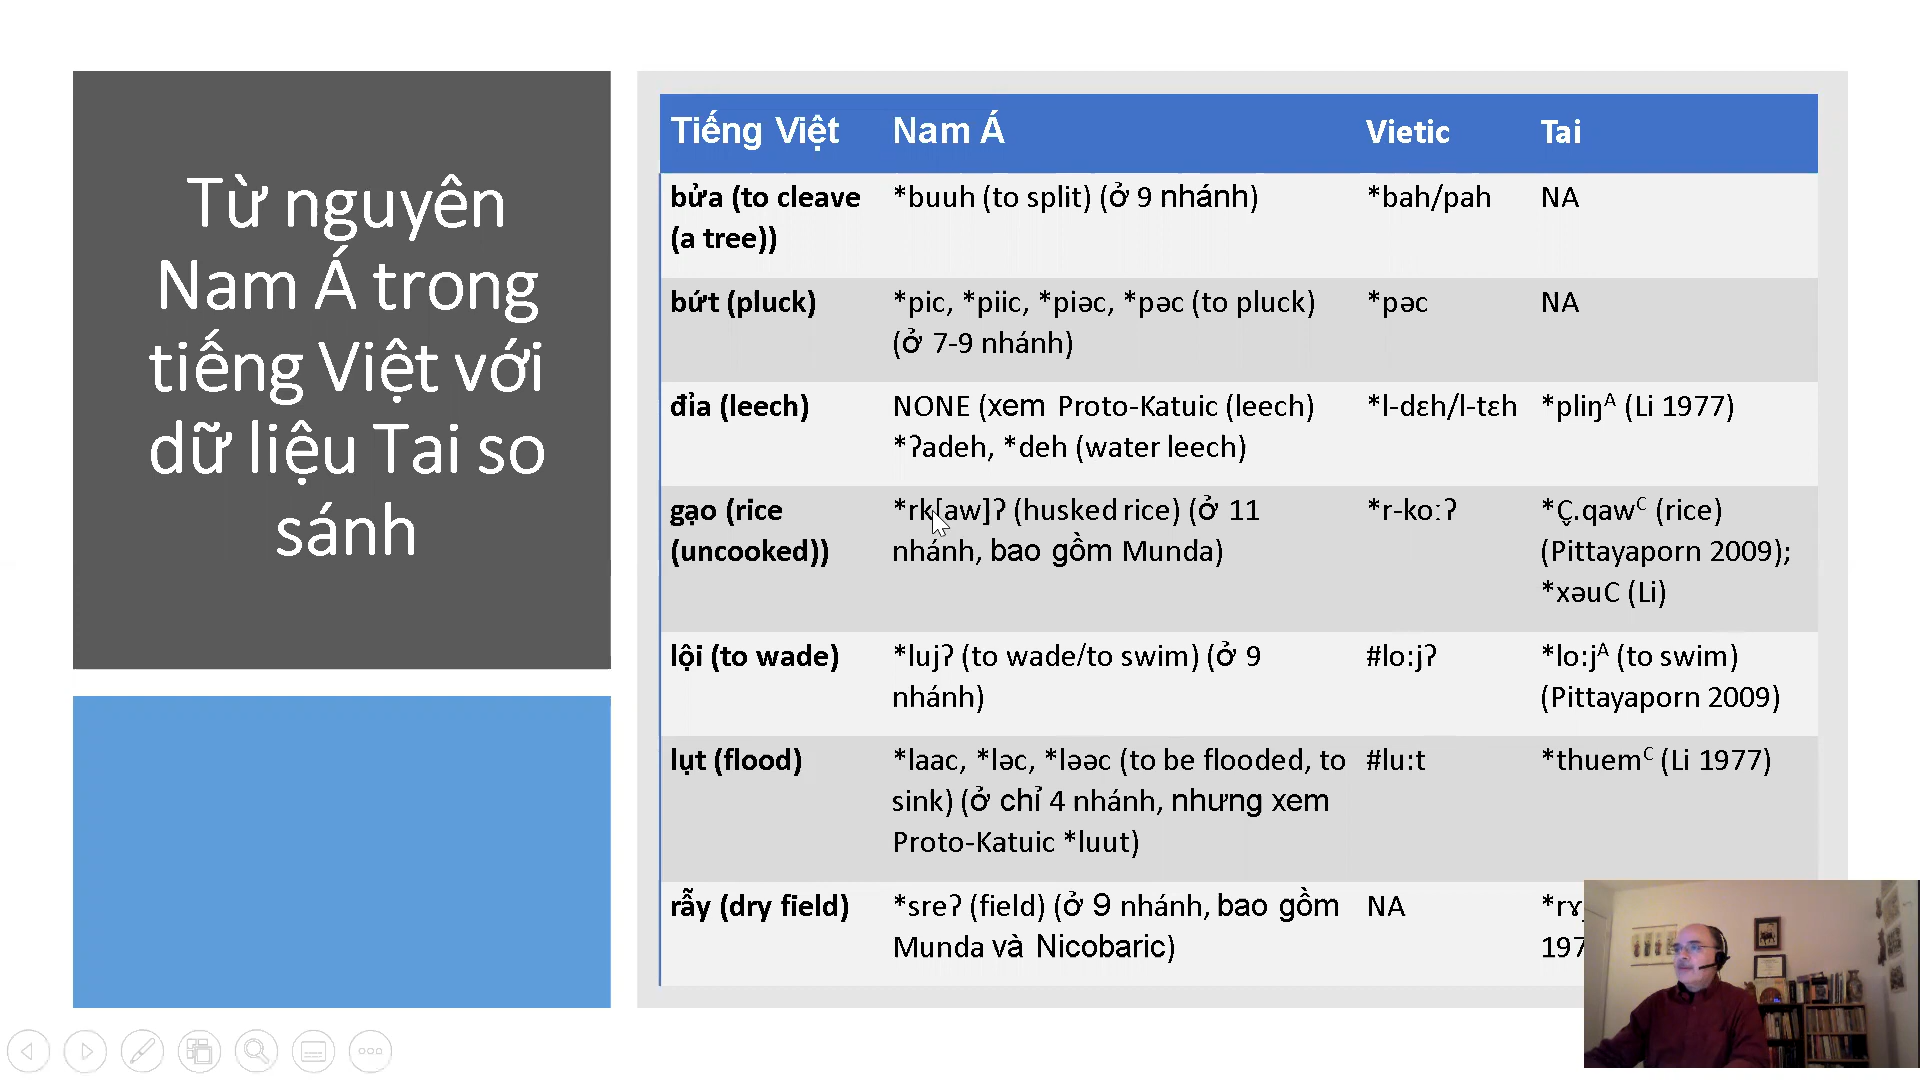 Từ nguyên
Nam Á trong
tiếng Việt với
dữ liệu Tai so
sánh
Tiếng Việt Nam Á Vietic Tai
bửa (to cleave *buuh (to split) (ở 9 nhánh) *bah/pah NA
(a tree))
bứt (pluck) *pic, *piic, *piəc, *pəc (to pluck) *pəc NA
(ở 7-9 nhánh)
đỉa (leech) NONE (xem Proto-Katuic (leech) *l-dɛh/l-tɛh *pliŋᴬ (Li 1977)
*ʔadeh, *deh (water leech)
gạo (rice *rk[aw]ʔ (husked rice) (ở 11 *r-koːʔ *C̬.qawC (rice)
(uncooked)) nhánh, bao gồm Munda) (Pittayaporn 2009);
*xəuC (Li)
lội (to wade) *lujʔ (to wade/to swim) (ở 9 #lo:jʔ *lo:jᴬ (to swim)
nhánh) (Pittayaporn 2009)
lụt (flood) *laac, *ləc, *ləəc (to be flooded, to #lu:t *thuemC (Li 1977)
sink) (ở chỉ 4 nhánh, nhưng xem
Proto-Katuic *luut)
rẫy (dry field) *sreʔ (field) (ở 9 nhánh, bao gồm NA
Munda và Nicobaric)